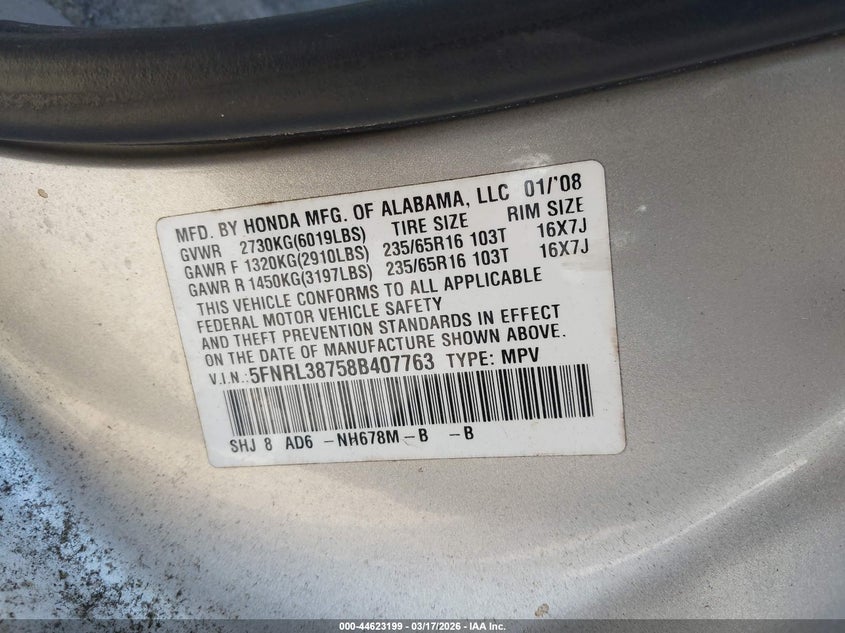 MFD. BY HONDA MFG. OF ALABAMA, LLC 01/'08
GVWR 2730KG(6019LBS) TIRE SIZE RIM SIZE
GAWR F 1320KG(2910LBS) 235/65R16 103T 16X7J
GAWR R 1450KG(3197LBS) 235/65R16 103T 16X7J
THIS VEHICLE CONFORMS TO ALL APPLICABLE
FEDERAL MOTOR VEHICLE SAFETY
AND THEFT PREVENTION STANDARDS IN EFFECT
ON THE DATE OF MANUFACTURE SHOWN ABOVE.
V.I.N.:5FNRL38758B407763 TYPE: MPV
SHJ 8 AD6 -NH678M-B -B
000-44623199 - 03/17/2026 - IAA Inc.